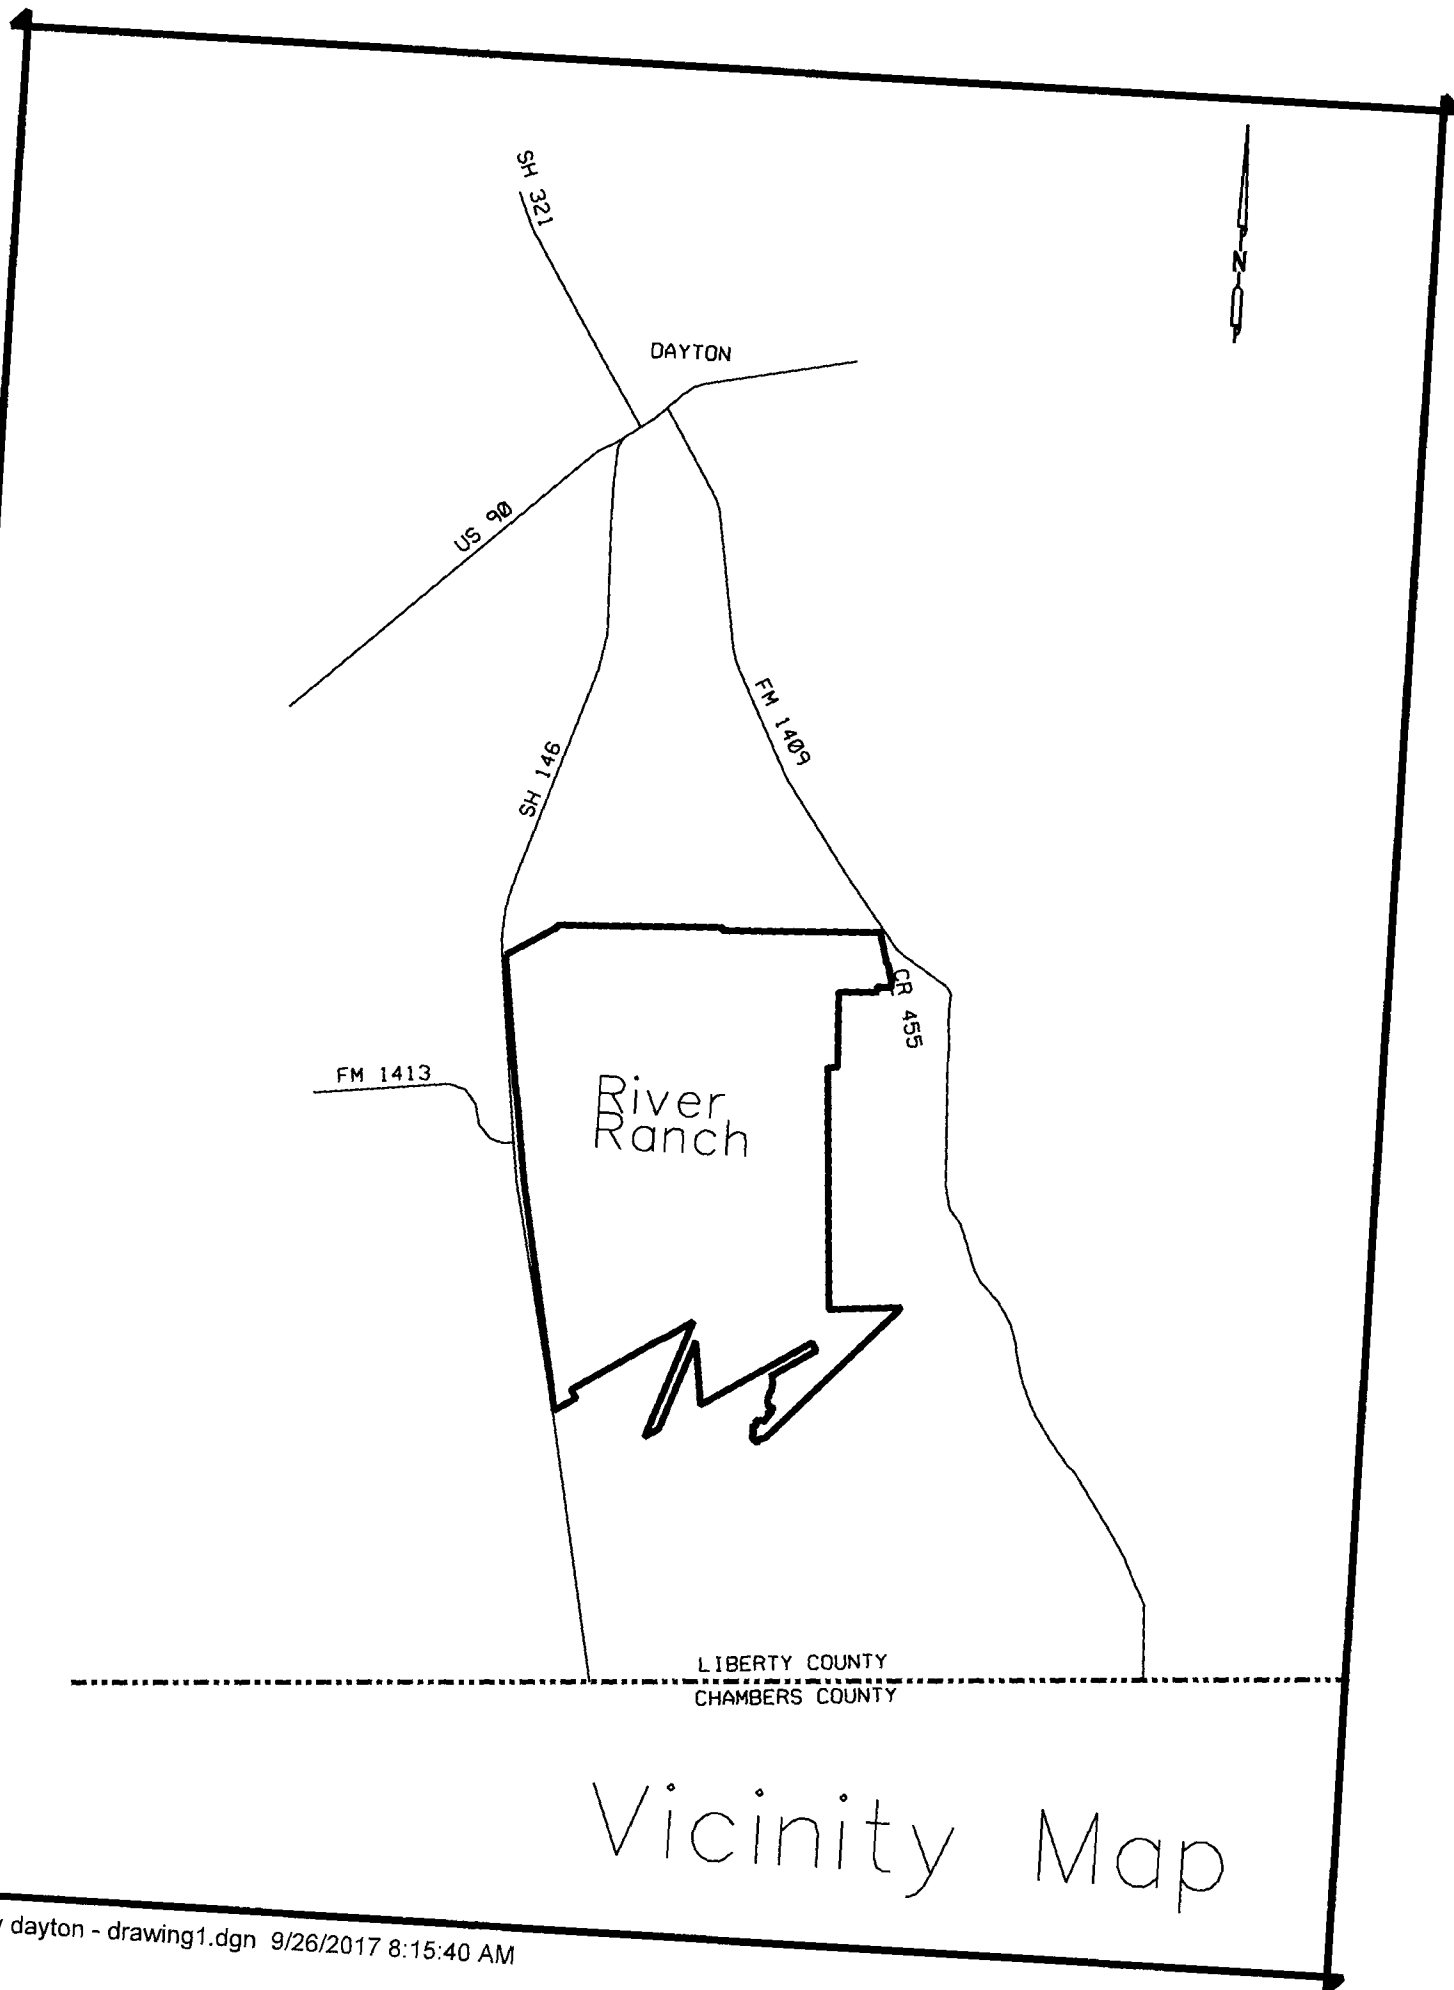 SH 321
N
DAYTON
US 90
FM 1409
SH 146
CR 455
FM 1413
River
Ranch
LIBERTY COUNTY
CHAMBERS COUNTY
Vicinity Map
dayton - drawing1.dgn 9/26/2017 8:15:40 AM